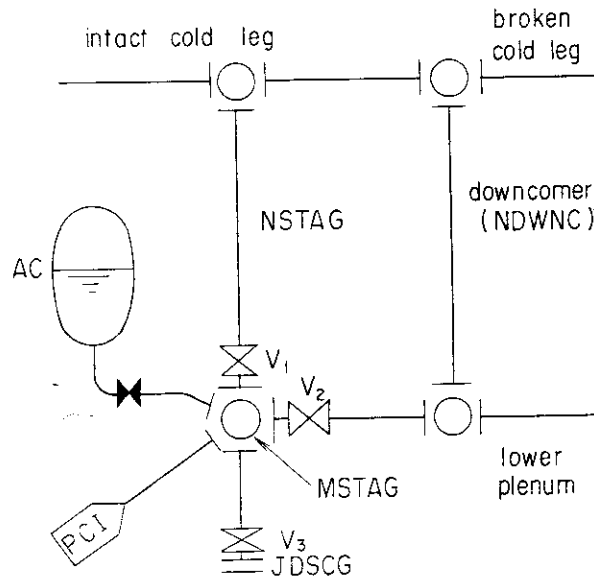 intact cold leg
broken
cold leg
NSTAG
downcomer
(NDWNC)
AC
V1
V2
MSTAG
lower
plenum
PCI
V3
JDSCG